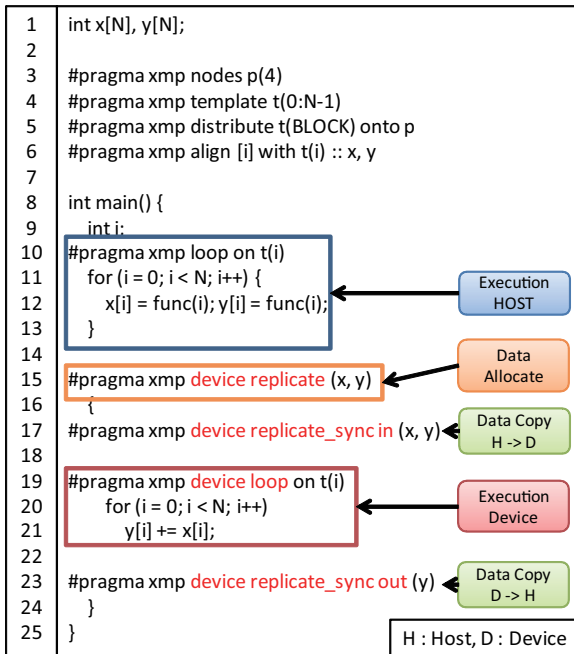 1 int x[N], y[N];
2
3 #pragma xmp nodes p(4)
4 #pragma xmp template t(0:N-1)
5 #pragma xmp distribute t(BLOCK) onto p
6 #pragma xmp align [i] with t(i) :: x, y
7
8 int main() {
9 int i;
10 #pragma xmp loop on t(i)
11 for (i = 0; i < N; i++) {
12 x[i] = func(i); y[i] = func(i);
13 }
14
15 #pragma xmp device replicate (x, y)
16 {
17 #pragma xmp device replicate_sync in (x, y)
18
19 #pragma xmp device loop on t(i)
20 for (i = 0; i < N; i++)
21 y[i] += x[i];
22
23 #pragma xmp device replicate_sync out (y)
24 }
25 }
Execution
HOST
Data
Allocate
Data Copy
H -> D
Execution
Device
Data Copy
D -> H
H : Host, D : Device